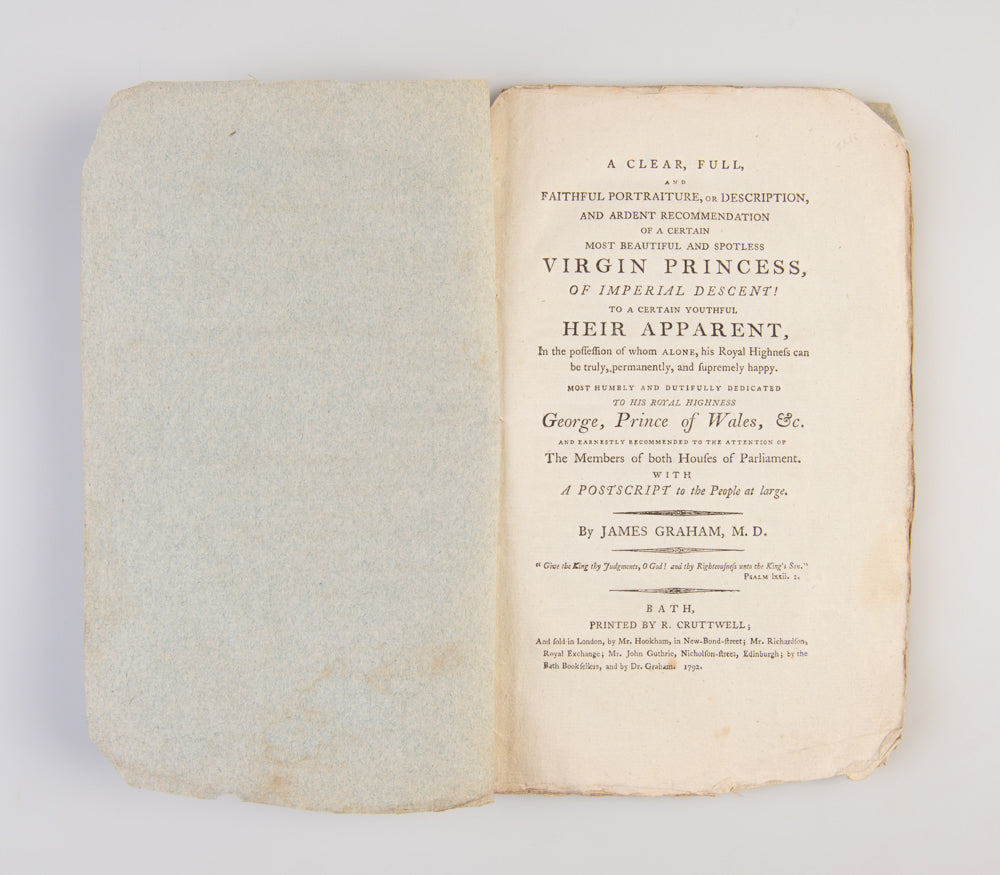 A CLEAR, FULL,
AND
FAITHFUL PORTRAITURE, OR DESCRIPTION,
AND ARDENT RECOMMENDATION
OF A CERTAIN
MOST BEAUTIFUL AND SPOTLESS
VIRGIN PRINCESS,
OF IMPERIAL DESCENT!
TO A CERTAIN YOUTHFUL
HEIR APPARENT,
In the poſſeſſion of whom ALONE, his Royal Highneſs can
be truly, permanently, and ſupremely happy.
MOST HUMBLY AND DUTIFULLY DEDICATED
TO HIS ROYAL HIGHNESS
George, Prince of Wales, &c.
AND EARNESTLY RECOMMENDED TO THE ATTENTION OF
The Members of both Houſes of Parliament.
WITH
A POSTSCRIPT to the People at large.
By JAMES GRAHAM, M. D.
"Give the King thy Judgments, O God! and thy Righteouſneſs unto the King's Son."
PSALM lxxii. 1.
BATH,
PRINTED BY R. CRUTTWELL;
And ſold in London, by Mr. Hookham, in New-Bond-ſtreet; Mr. Richardſon,
Royal Exchange; Mr. John Guthrie, Nicholſon-ſtreet, Edinburgh; by the
Bath Bookſellers, and by Dr. Graham. 1792.